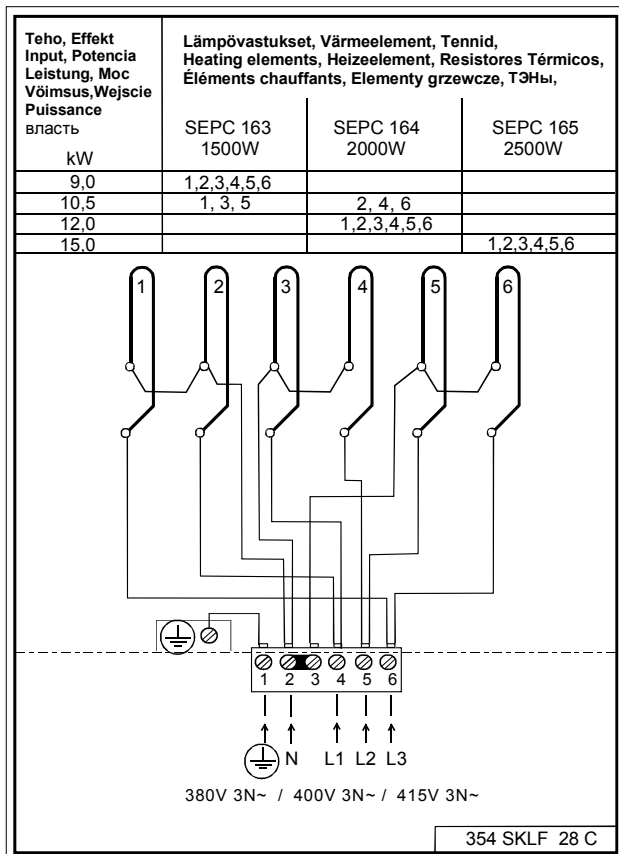 Teho, Effekt
Input, Potencia
Leistung, Moc
Vöimsus,Wejscie
Puissance
власть
kW
Lämpövastukset, Värmeelement, Tennid,
Heating elements, Heizeelement, Resistores Térmicos,
Éléments chauffants, Elementy grzewcze, ТЭНы,
SEPC 163 SEPC 164 SEPC 165
1500W 2000W 2500W
9,0 1,2,3,4,5,6
10,5 1, 3, 5 2, 4, 6
12,0 1,2,3,4,5,6
15,0 1,2,3,4,5,6
1 2 3 4 5 6
1 2 3 4 5 6
N L1 L2 L3
380V 3N~ / 400V 3N~ / 415V 3N~
354 SKLF 28 C